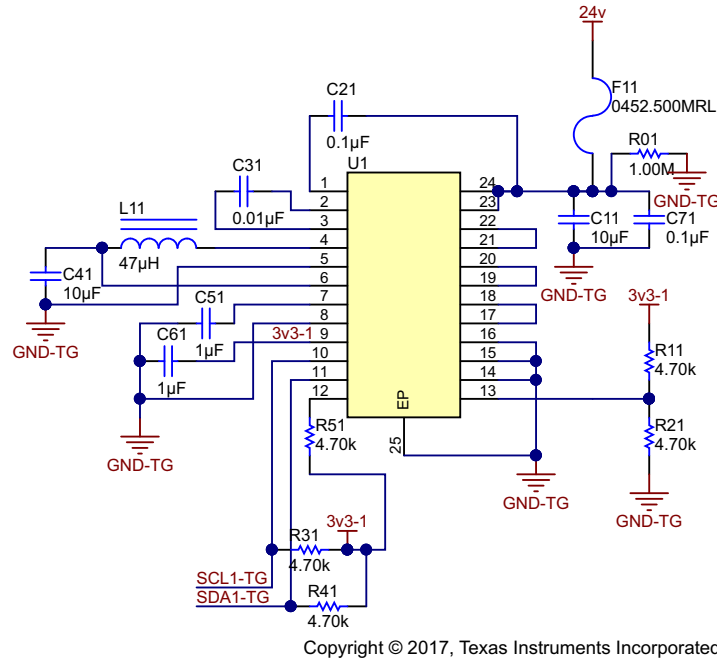 24v
F11
0452.500MRL
C21
0.1µF
R01
1.00M
GND-TG
U1
C31
0.01µF
L11
47µH
C41
10µF
GND-TG
C51
1µF
C61
1µF
3v3-1
GND-TG
1
2
3
4
5
6
7
8
9
10
11
12
24
23
22
21
20
19
18
17
16
15
14
13
EP
25
C11
10µF
C71
0.1µF
GND-TG
3v3-1
R11
4.70k
R21
4.70k
GND-TG
GND-TG
R51
4.70k
3v3-1
R31
4.70k
SCL1-TG
SDA1-TG
R41
4.70k
Copyright © 2017, Texas Instruments Incorporated